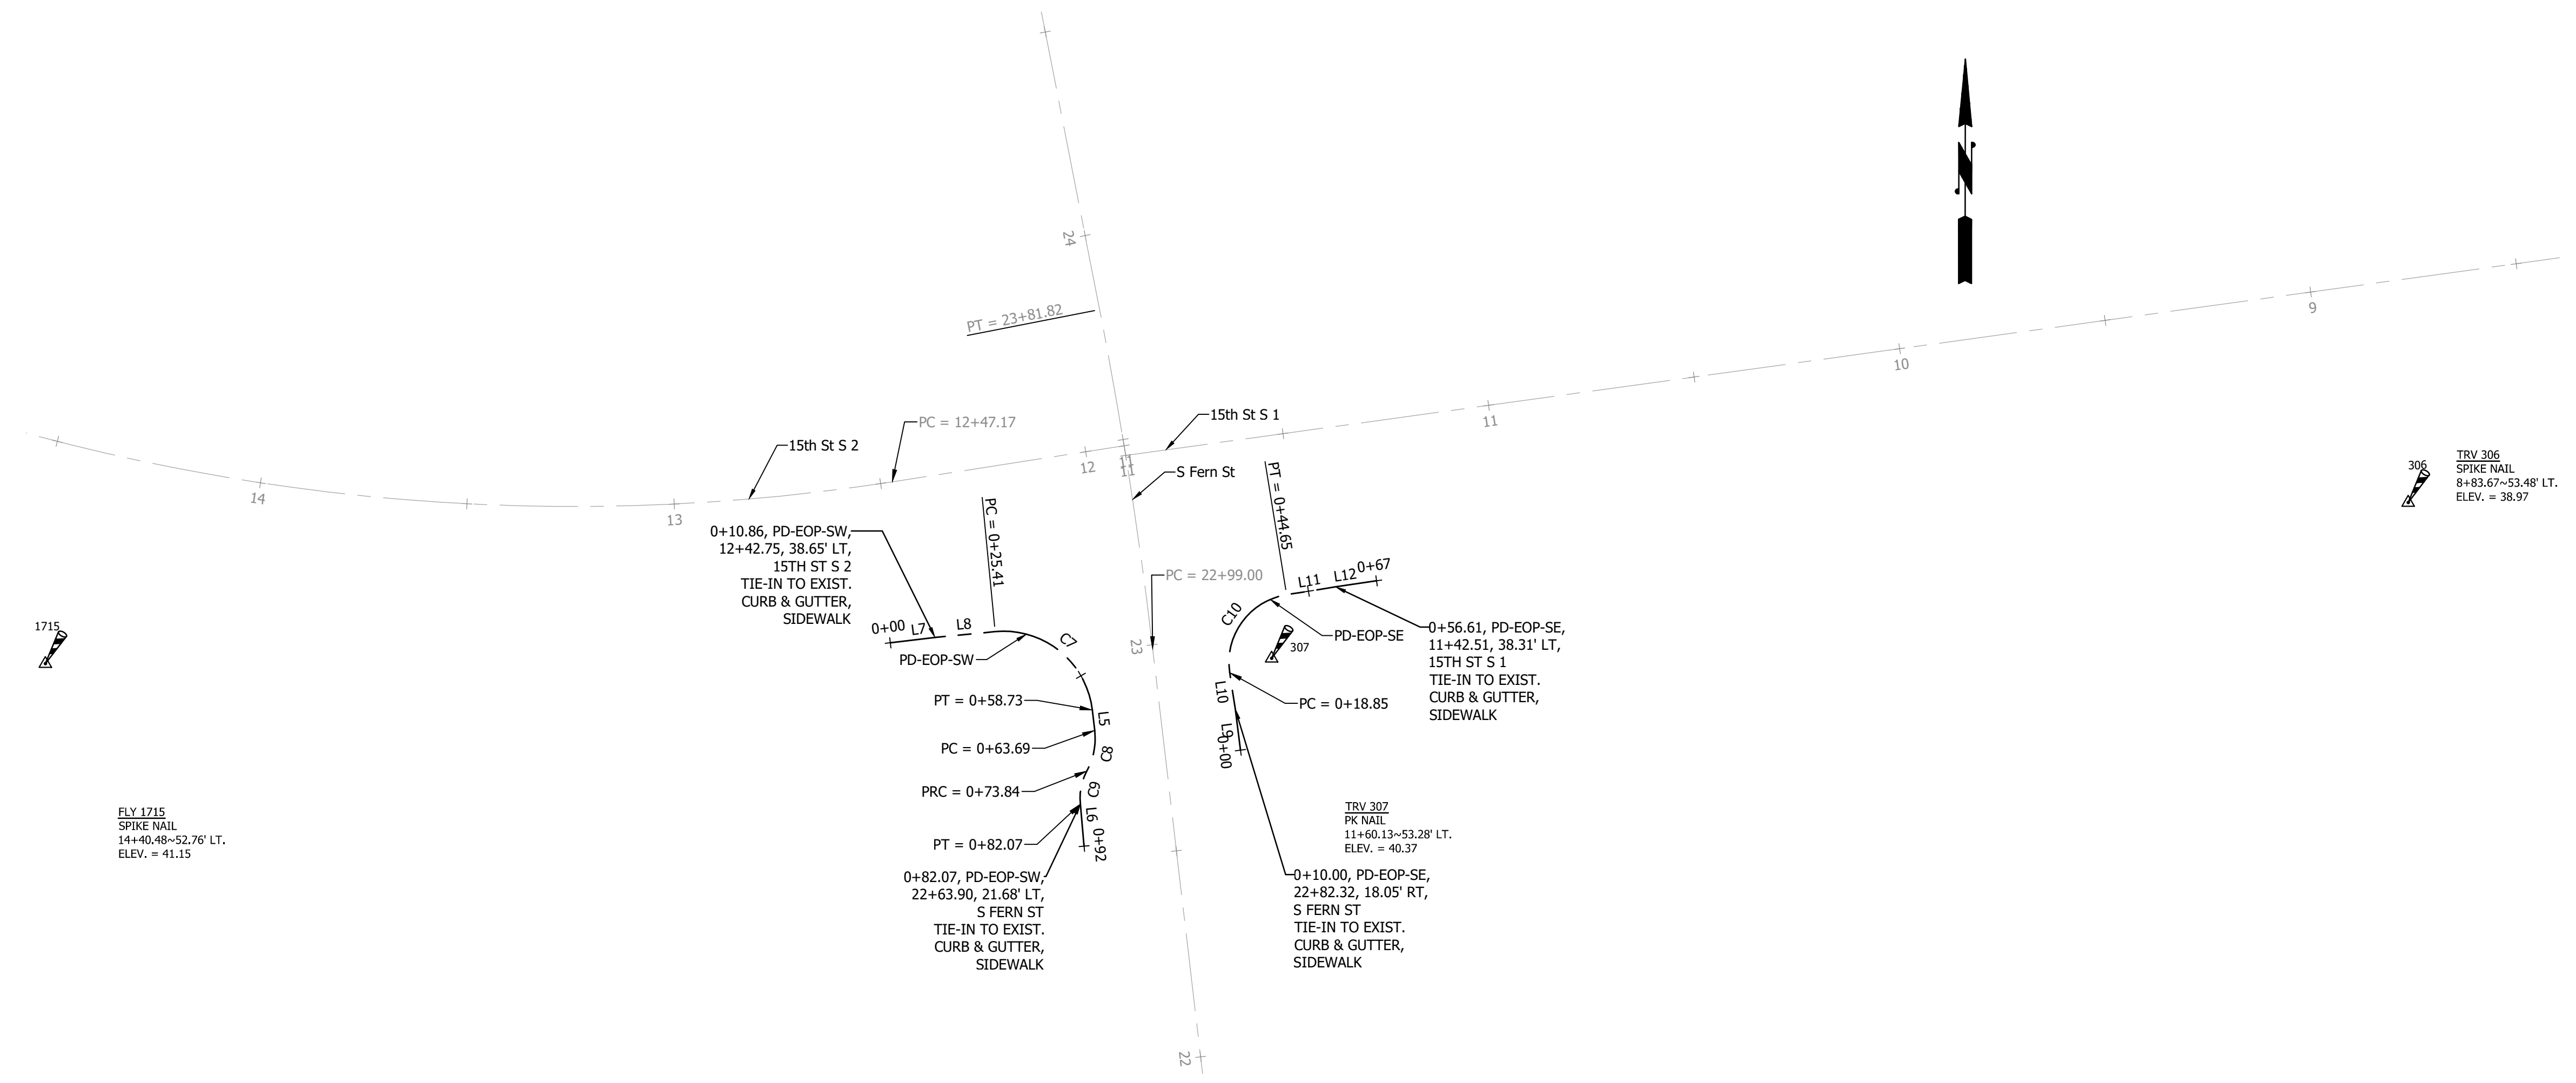 24
PT = 23+81.82
9
10
11
PC = 12+47.17
15th St S 1
15th St S 2
12
11
11
S Fern St
14
13
PC = 0+25.41
PT = 0+44.65
306
TRV 306
SPIKE NAIL
8+83.67~53.48' LT.
ELEV. = 38.97
0+10.86, PD-EOP-SW,
12+42.75, 38.65' LT,
15TH ST S 2
TIE-IN TO EXIST.
CURB & GUTTER,
SIDEWALK
PC = 22+99.00
L11
L12
0+67
1715
0+00
L7
L8
C7
C10
23
PD-EOP-SW
PD-EOP-SE
307
0+56.61, PD-EOP-SE,
11+42.51, 38.31' LT,
15TH ST S 1
TIE-IN TO EXIST.
CURB & GUTTER,
SIDEWALK
PT = 0+58.73
L5
L10
PC = 0+18.85
PC = 0+63.69
C8
L9
0+00
PRC = 0+73.84
C9
L6
0+92
PT = 0+82.07
FLY 1715
SPIKE NAIL
14+40.48~52.76' LT.
ELEV. = 41.15
TRV 307
PK NAIL
11+60.13~53.28' LT.
ELEV. = 40.37
0+82.07, PD-EOP-SW,
22+63.90, 21.68' LT,
S FERN ST
TIE-IN TO EXIST.
CURB & GUTTER,
SIDEWALK
0+10.00, PD-EOP-SE,
22+82.32, 18.05' RT,
S FERN ST
TIE-IN TO EXIST.
CURB & GUTTER,
SIDEWALK
22
N